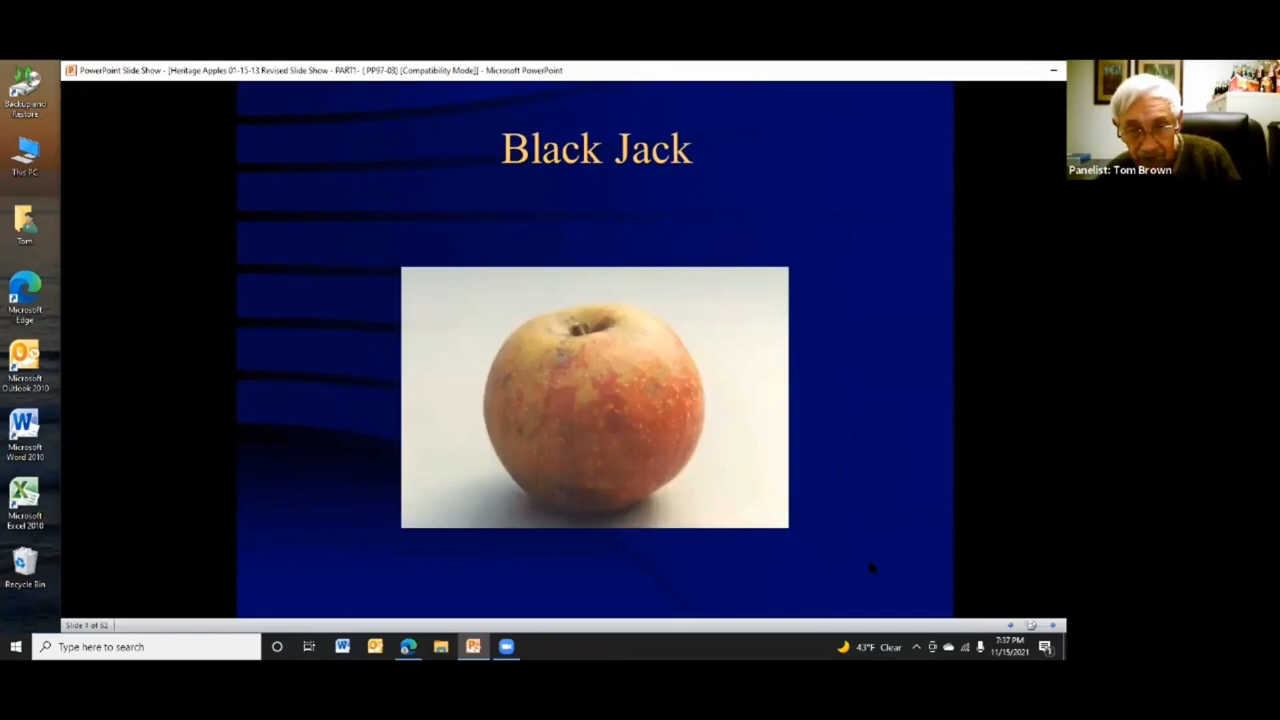 PowerPoint Slide Show - [Heritage Apples 01-15-13 Revised Slide Show - PART1- ( PP97-03) [Compatibility Mode]] - Microsoft PowerPoint
Backup and
Restore
This PC
Tom
Microsoft
Edge
Microsoft
Outlook 2010
Microsoft
Word 2010
Microsoft
Excel 2010
Recycle Bin
Black Jack
Panelist: Tom Brown
Slide 4 of 62
Type here to search
43°F Clear
7:37 PM
11/15/2021